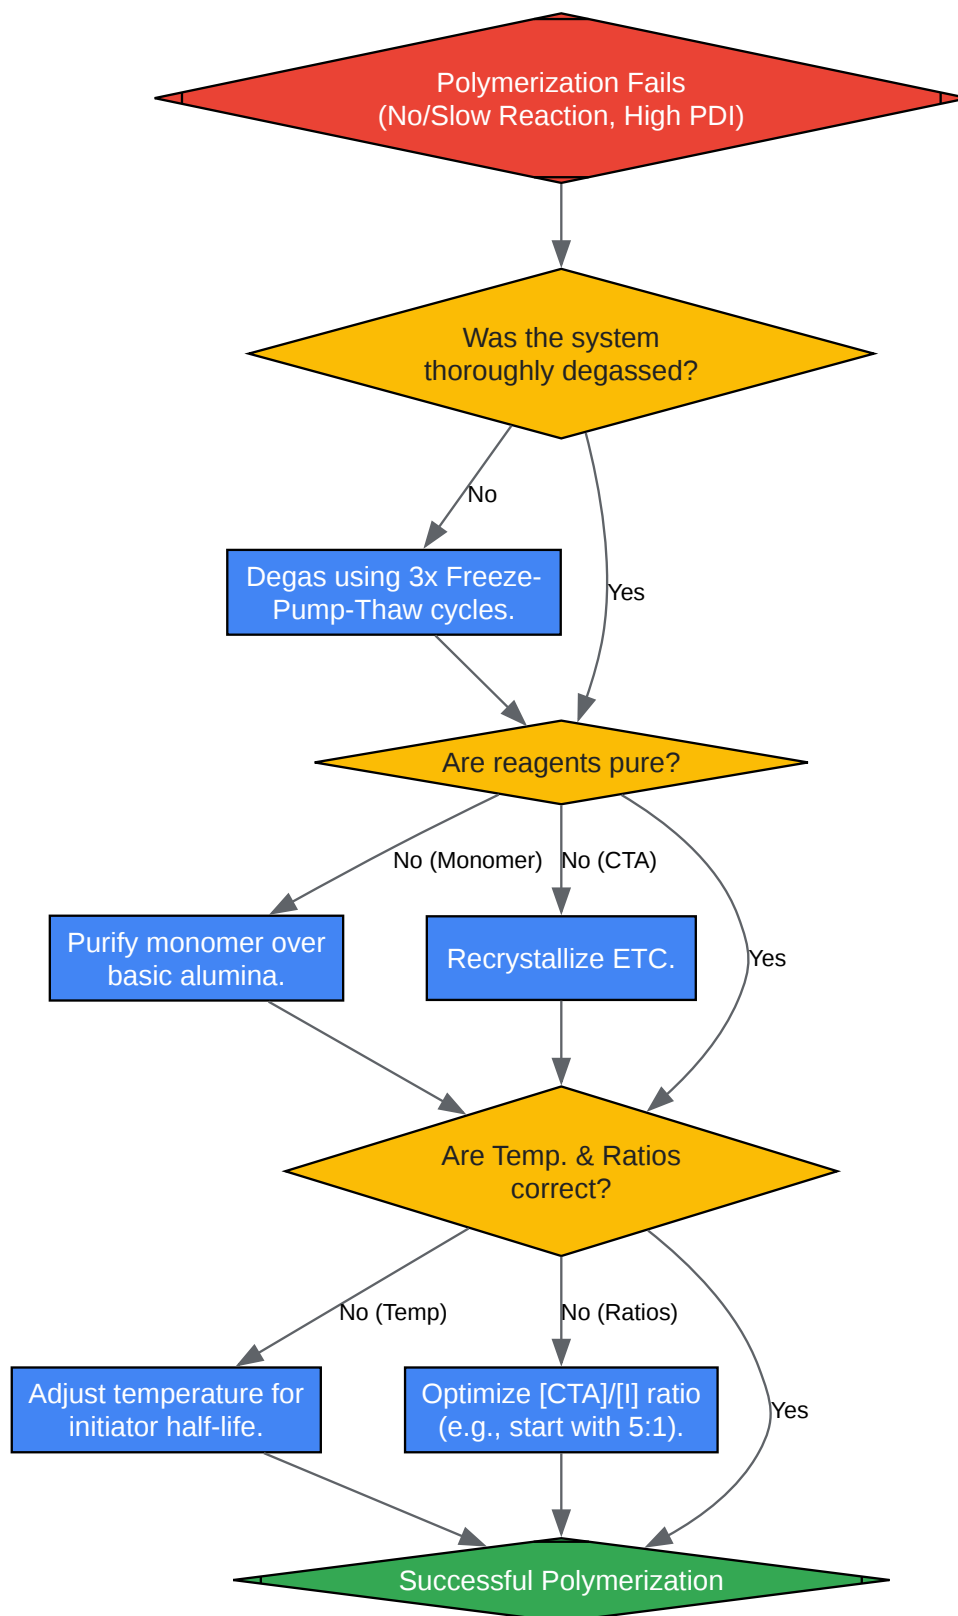 Polymerization Fails
(No/Slow Reaction, High PDI)
Was the system
thoroughly degassed?
No
Degas using 3x Freeze-
Pump-Thaw cycles.
Yes
Are reagents pure?
No (Monomer)
No (CTA)
Purify monomer over
basic alumina.
Recrystallize ETC.
Yes
Are Temp. & Ratios
correct?
No (Temp)
No (Ratios)
Adjust temperature for
initiator half-life.
Optimize [CTA]/[I] ratio
(e.g., start with 5:1).
Yes
Successful Polymerization